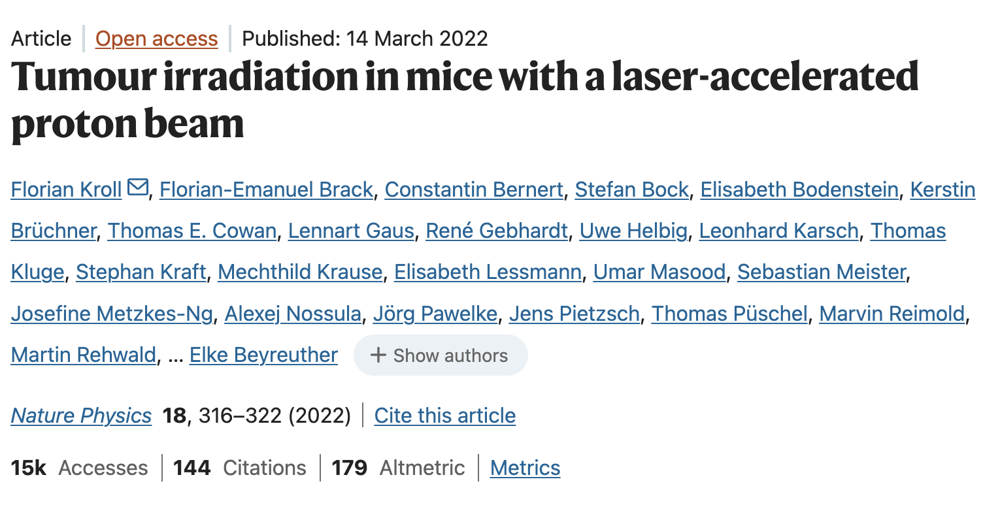 Article | Open access | Published: 14 March 2022
Tumour irradiation in mice with a laser-accelerated
proton beam
Florian Kroll, Florian-Emanuel Brack, Constantin Bernert, Stefan Bock, Elisabeth Bodenstein, Kerstin
Brüchner, Thomas E. Cowan, Lennart Gaus, René Gebhardt, Uwe Helbig, Leonhard Karsch, Thomas
Kluge, Stephan Kraft, Mechthild Krause, Elisabeth Lessmann, Umar Masood, Sebastian Meister,
Josefine Metzkes-Ng, Alexej Nossula, Jörg Pawelke, Jens Pietzsch, Thomas Püschel, Marvin Reimold,
Martin Rehwald, ... Elke Beyreuther + Show authors
Nature Physics 18, 316–322 (2022) | Cite this article
15k Accesses | 144 Citations | 179 Altmetric | Metrics